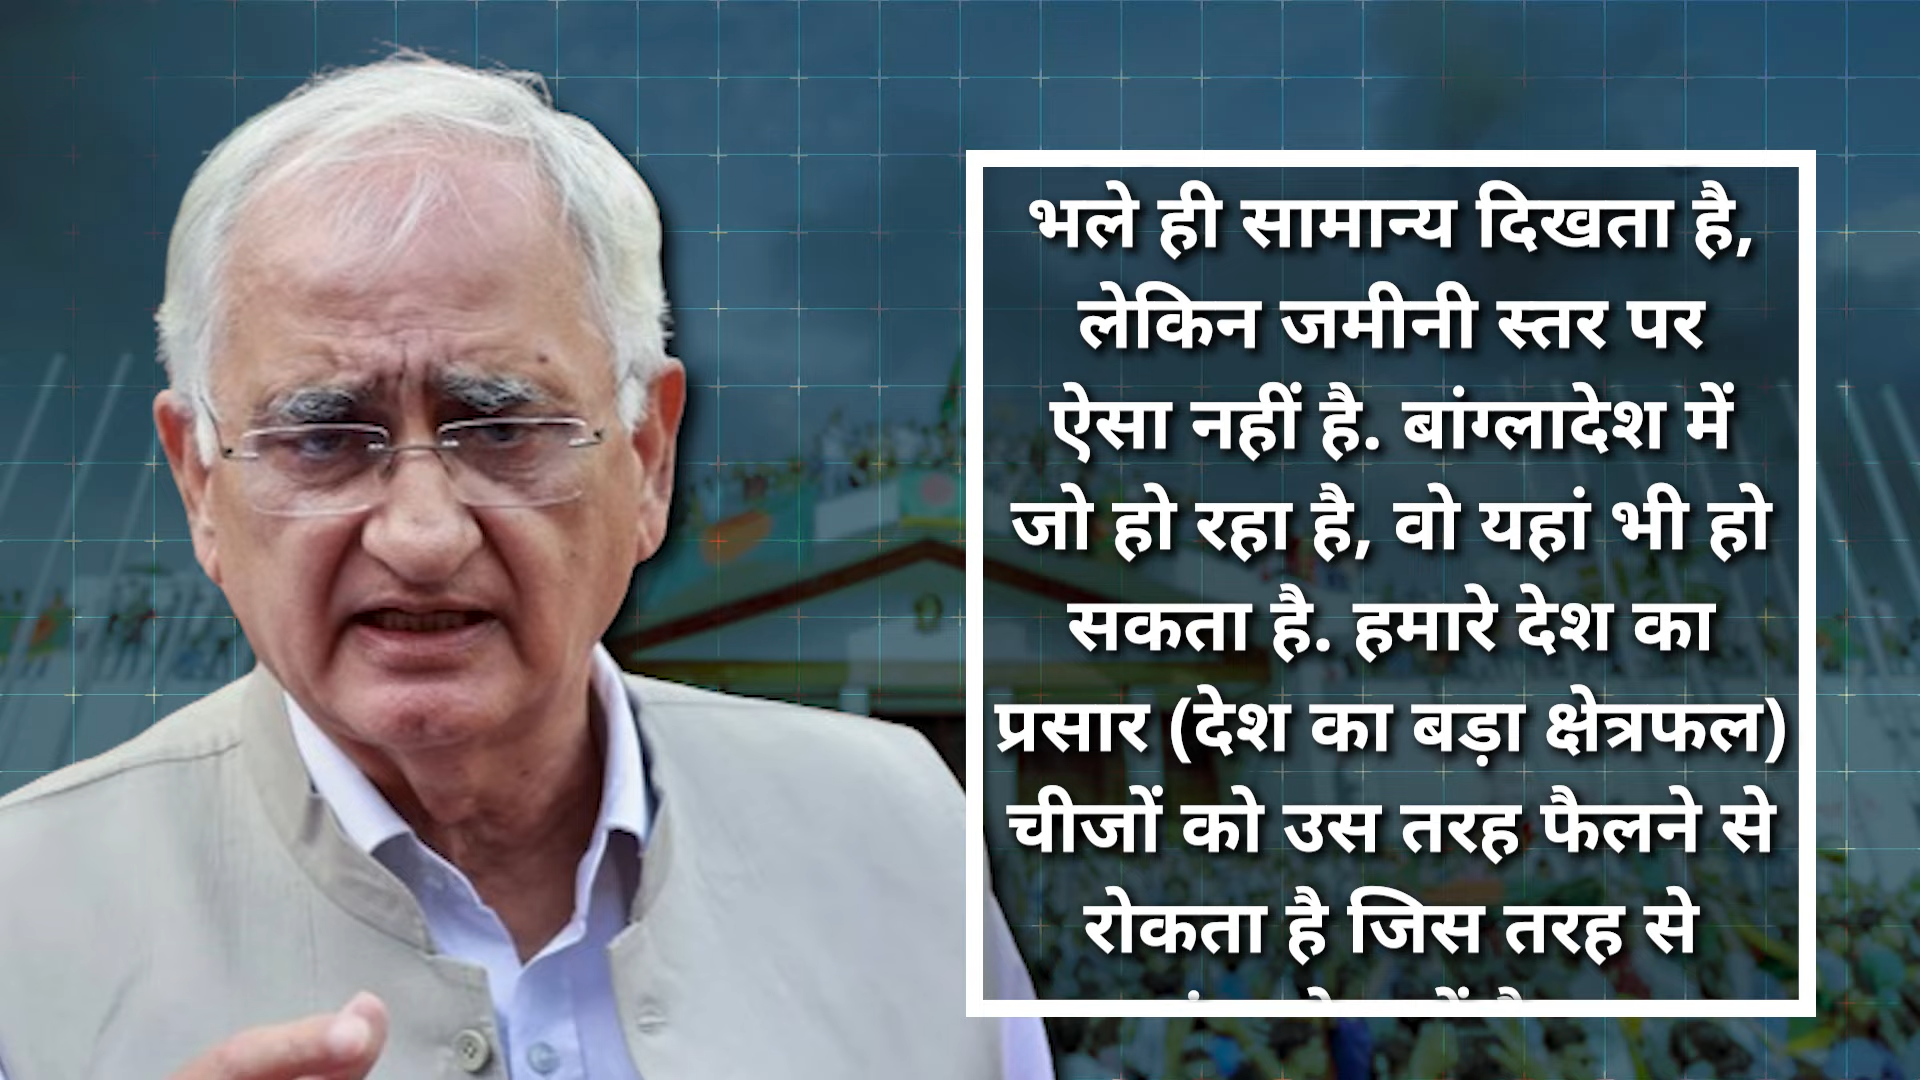 भले ही सामान्य दिखता है,
लेकिन जमीनी स्तर पर
ऐसा नहीं है. बांग्लादेश में
जो हो रहा है, वो यहां भी हो
सकता है. हमारे देश का
प्रसार (देश का बड़ा क्षेत्रफल)
चीजों को उस तरह फैलने से
रोकता है जिस तरह से